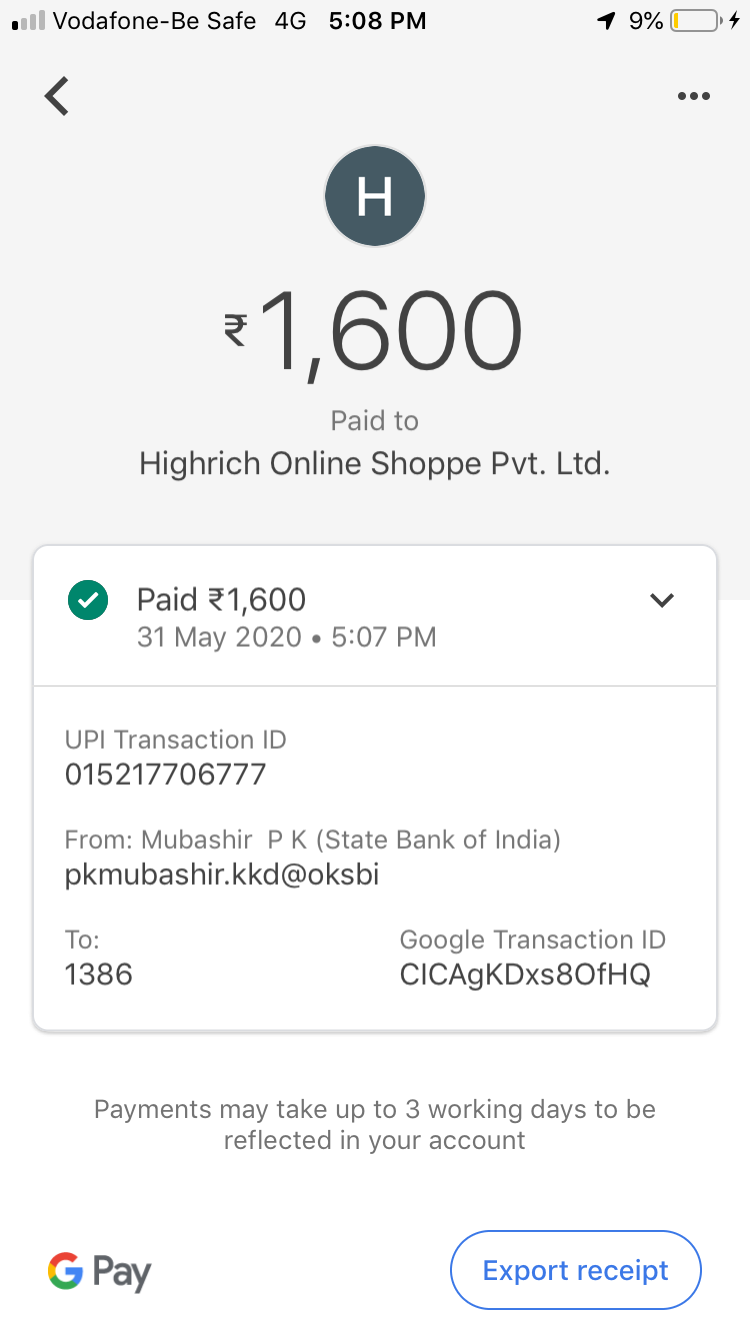 Vodafone-Be Safe 4G 5:08 PM 9%
H
₹1,600
Paid to
Highrich Online Shoppe Pvt. Ltd.
Paid ₹1,600
31 May 2020 • 5:07 PM
UPI Transaction ID
015217706777
From: Mubashir P K (State Bank of India)
pkmubashir.kkd@oksbi
To:
1386
Google Transaction ID
CICAgKDxs8OfHQ
Payments may take up to 3 working days to be
reflected in your account
G Pay
Export receipt